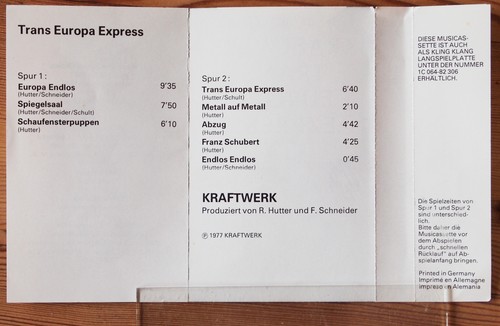 Trans Europa Express
Spur 1:
Europa Endlos 9'35
(Hutter/Schneider)
Spiegelsaal 7'50
(Hutter/Schneider/Schult)
Schaufensterpuppen 6'10
(Hutter)
Spur 2:
Trans Europa Express 6'40
(Hutter/Schult)
Metall auf Metall 2'10
(Hutter)
Abzug 4'42
(Hutter)
Franz Schubert 4'25
(Hutter)
Endlos Endlos 0'45
(Hutter/Schneider)
KRAFTWERK
Produziert von R. Hutter und F. Schneider
℗ 1977 KRAFTWERK
DIESE MUSICAS-
SETTE IST AUCH
ALS KLING KLANG
LANGSPIELPLATTE
UNTER DER NUMMER
1C 064-82 306
ERHÄLTLICH.
Die Spielzeiten von
Spur 1 und Spur 2
sind unterschied-
lich.
Bitte daher die
Musicassette vor
dem Abspielen
durch „schnellen
Rücklauf" auf Ab-
spielanfang bringen.
Printed in Germany
Imprimé en Allemagne
Impreso en Alemania